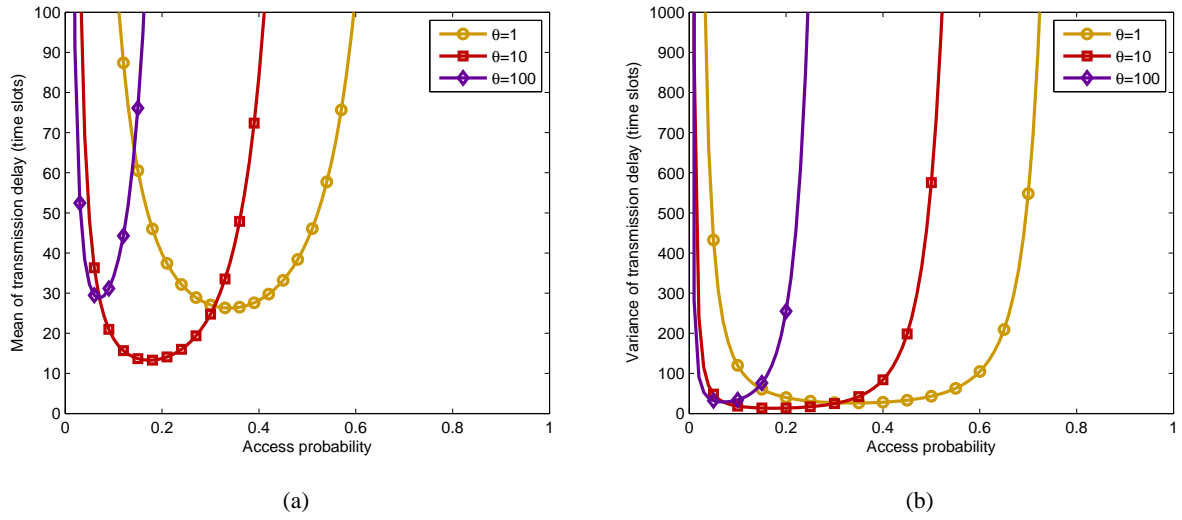 100
90
80
70
60
50
40
30
20
10
0
Mean of transmission delay (time slots)
0 0.2 0.4 0.6 0.8 1
Access probability
θ=1
θ=10
θ=100
(a)
1000
900
800
700
600
500
400
300
200
100
0
Variance of transmission delay (time slots)
0 0.2 0.4 0.6 0.8 1
Access probability
θ=1
θ=10
θ=100
(b)